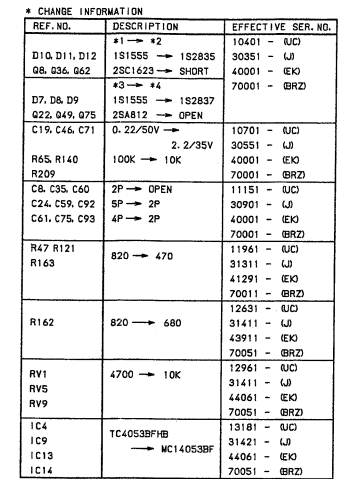 * CHANGE INFORMATION
REF. NO. DESCRIPTION EFFECTIVE SER. NO.
*1 → *2 10401 - (UC)
D10, D11, D12 1S1555 → 1S2835 30351 - (J)
Q8, Q36, Q62 2SC1623 → SHORT 40001 - (EK)
*3 → *4 70001 - (BRZ)
D7, D8, D9 1S1555 → 1S2837
Q22, Q49, Q75 2SA812 → OPEN
C19, C46, C71 0.22/50V → 10701 - (UC)
2.2/35V 30551 - (J)
R65, R140 100K → 10K 40001 - (EK)
R209 70001 - (BRZ)
C8, C35, C60 2P → OPEN 11151 - (UC)
C24, C59, C92 5P → 2P 30901 - (J)
C61, C75, C93 4P → 2P 40001 - (EK)
70001 - (BRZ)
R47 R121 820 → 470 11961 - (UC)
R163 31311 - (J)
41291 - (EK)
70011 - (BRZ)
12631 - (UC)
R162 820 → 680 31411 - (J)
43911 - (EK)
70051 - (BRZ)
RV1 4700 → 10K 12961 - (UC)
RV5 31411 - (J)
RV9 44061 - (EK)
70051 - (BRZ)
IC4 TC4053BFHB 13181 - (UC)
IC9 → MC14053BF 31421 - (J)
IC13 44061 - (EK)
IC14 70051 - (BRZ)